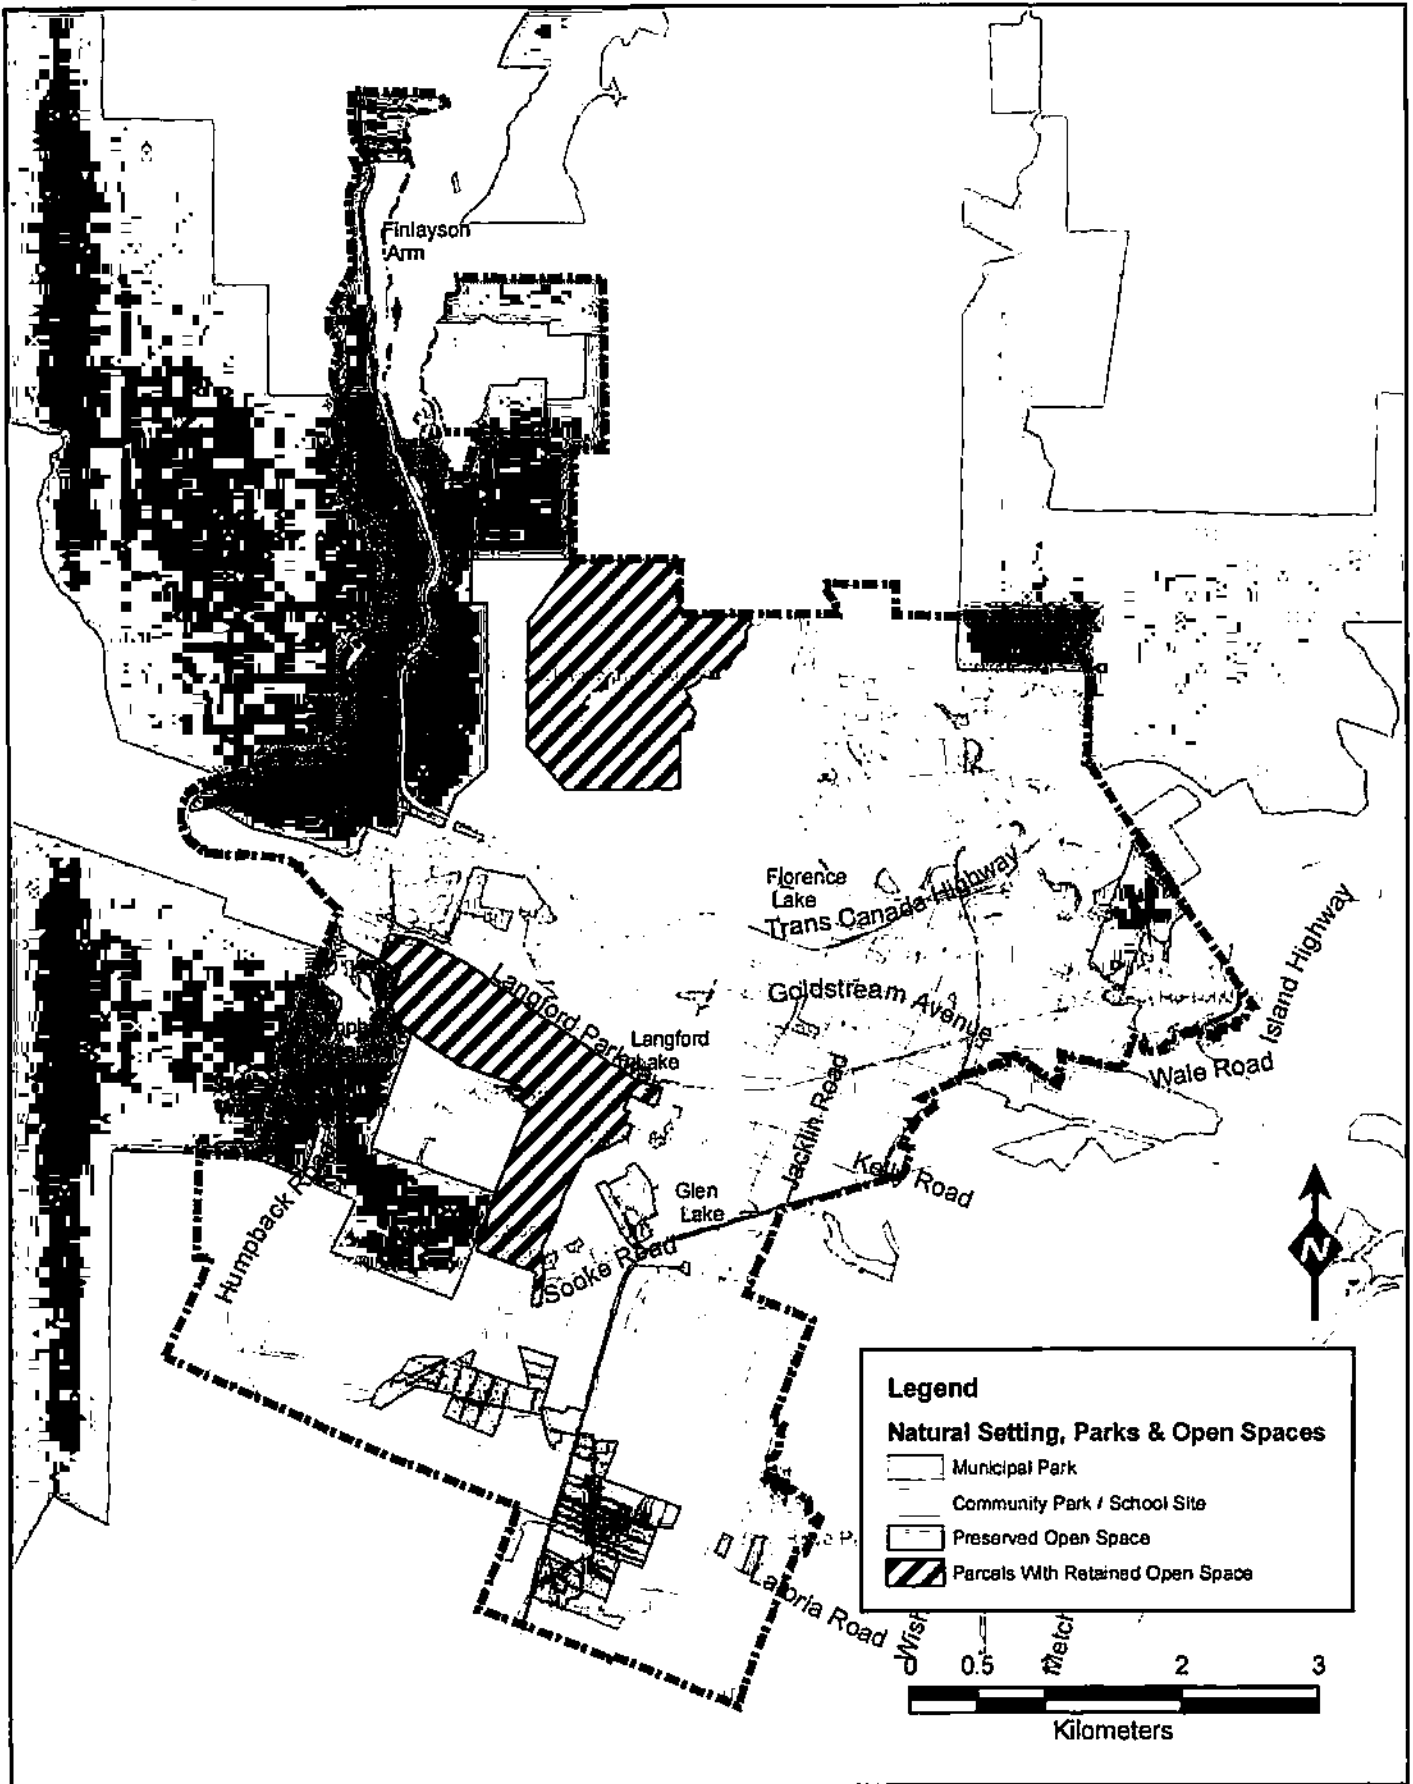 Finlayson
Arm
Florence
Lake
Trans Canada Highway
Island Highway
Goldstream Avenue
Langford
Lake
Wale Road
Jacklin Road
Kelly Road
Glen
Lake
Sooke Road
Legend
Natural Setting, Parks & Open Spaces
Municipal Park
Community Park / School Site
Preserved Open Space
Parcels With Retained Open Space
Road
0 0.5 2 3
Kilometers
N
Langford
Humpback